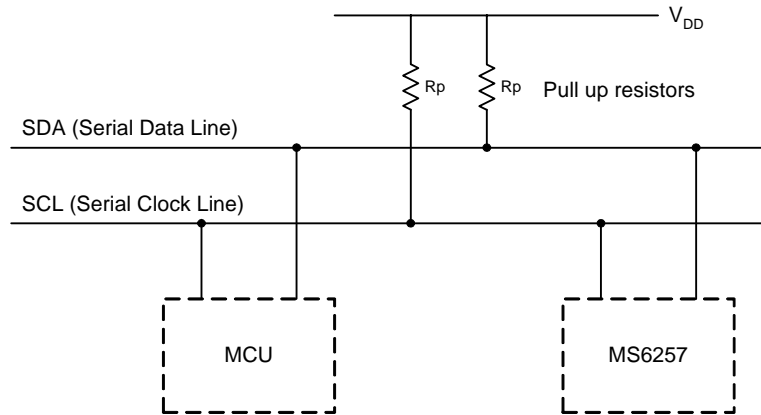 V_DD
Rp Rp Pull up resistors
SDA (Serial Data Line)
SCL (Serial Clock Line)
MCU MS6257